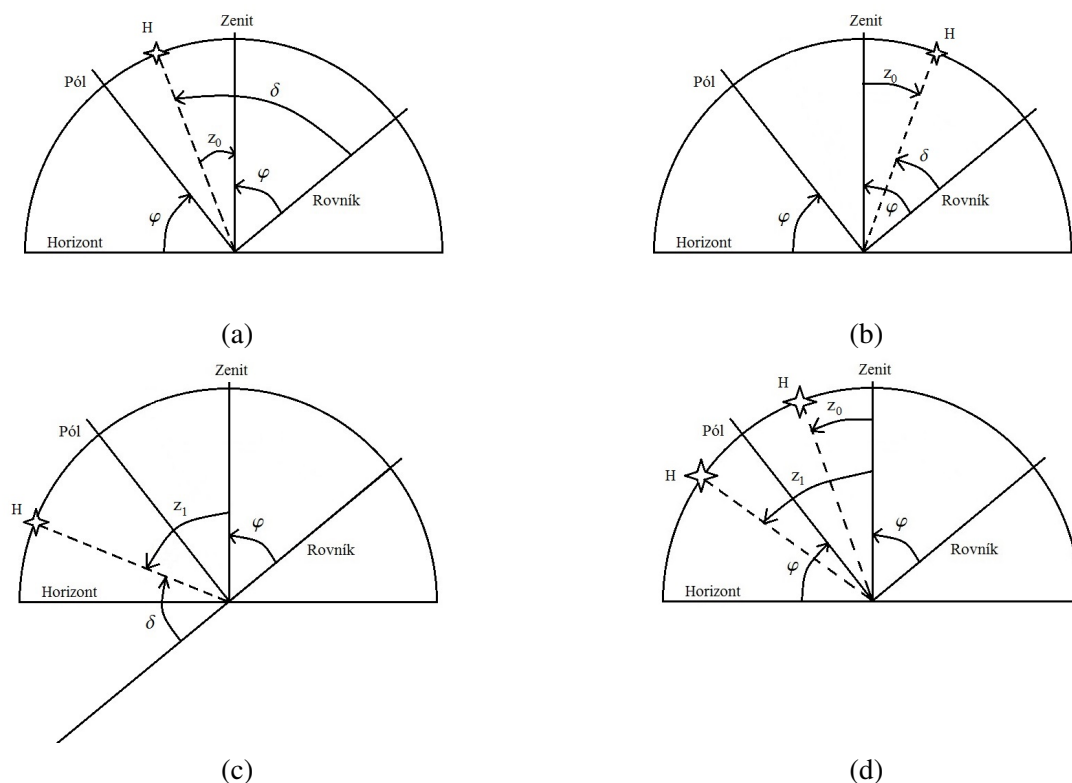 Zenit
H
Pól
δ
z0
φ
φ
Rovník
Horizont
(a)
Zenit
H
Pól
z0
δ
φ
φ
Rovník
Horizont
(b)
Zenit
Pól
H
z1
φ
Rovník
Horizont
δ
(c)
Zenit
H
z0
Pól
H
z1
φ
φ
Rovník
Horizont
(d)